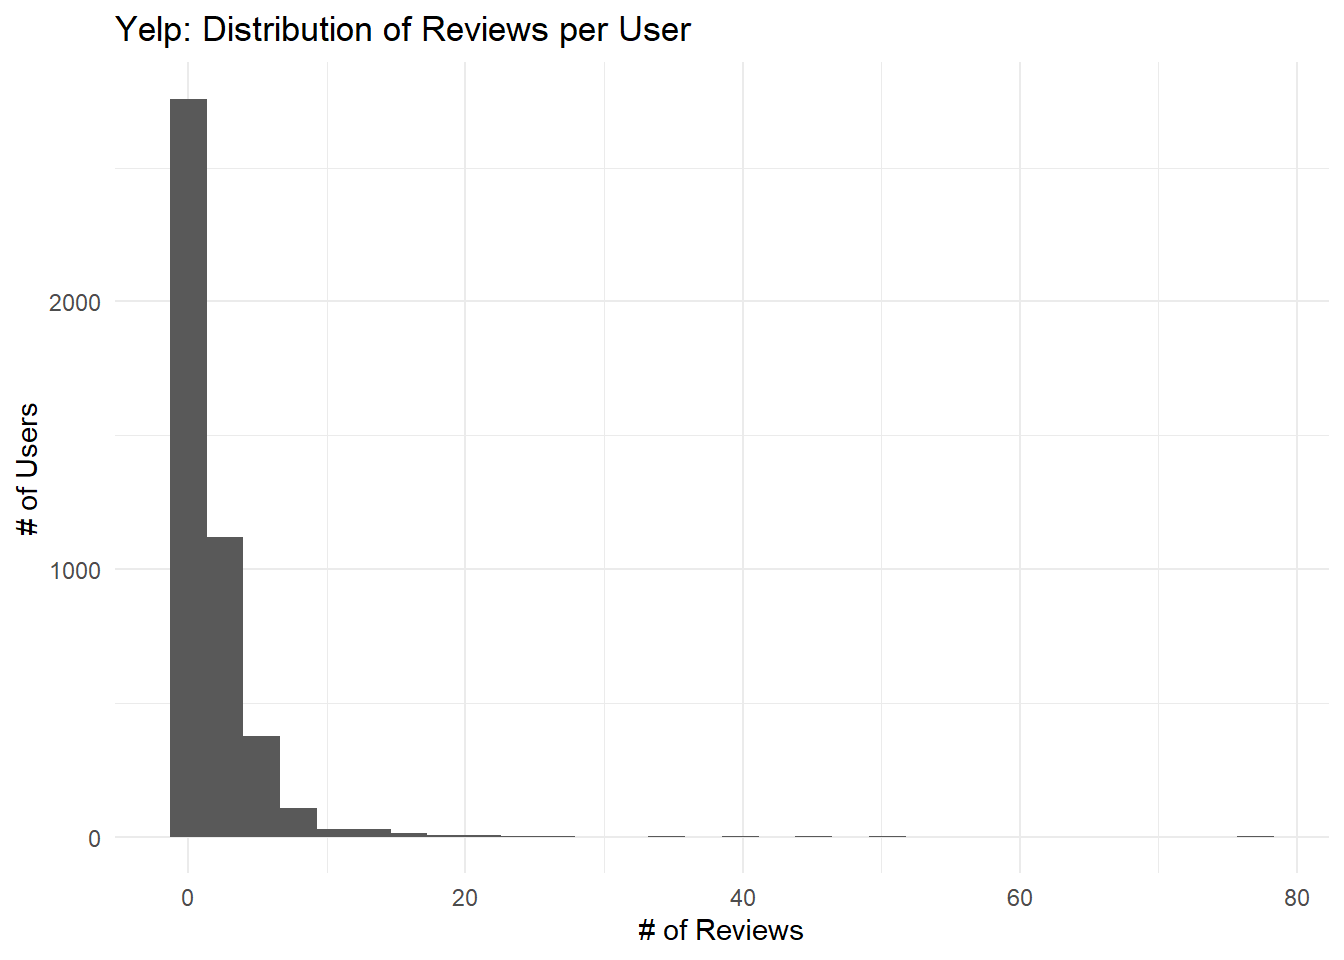 Yelp: Distribution of Reviews per User
# of Users
2000
1000
0
0 20 40 60 80
# of Reviews